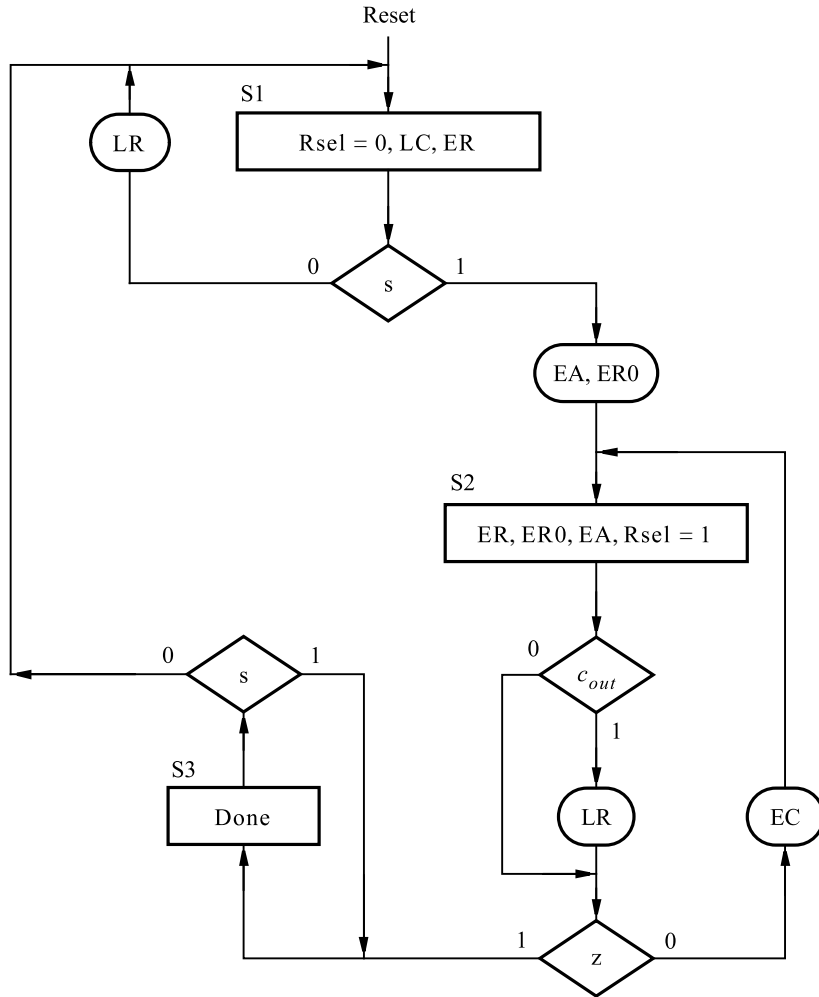 Reset
S1
LR
Rsel = 0, LC, ER
0
s
1
EA, ER0
S2
ER, ER0, EA, Rsel = 1
0
s
1
0
c_out
1
S3
Done
LR
EC
1
z
0